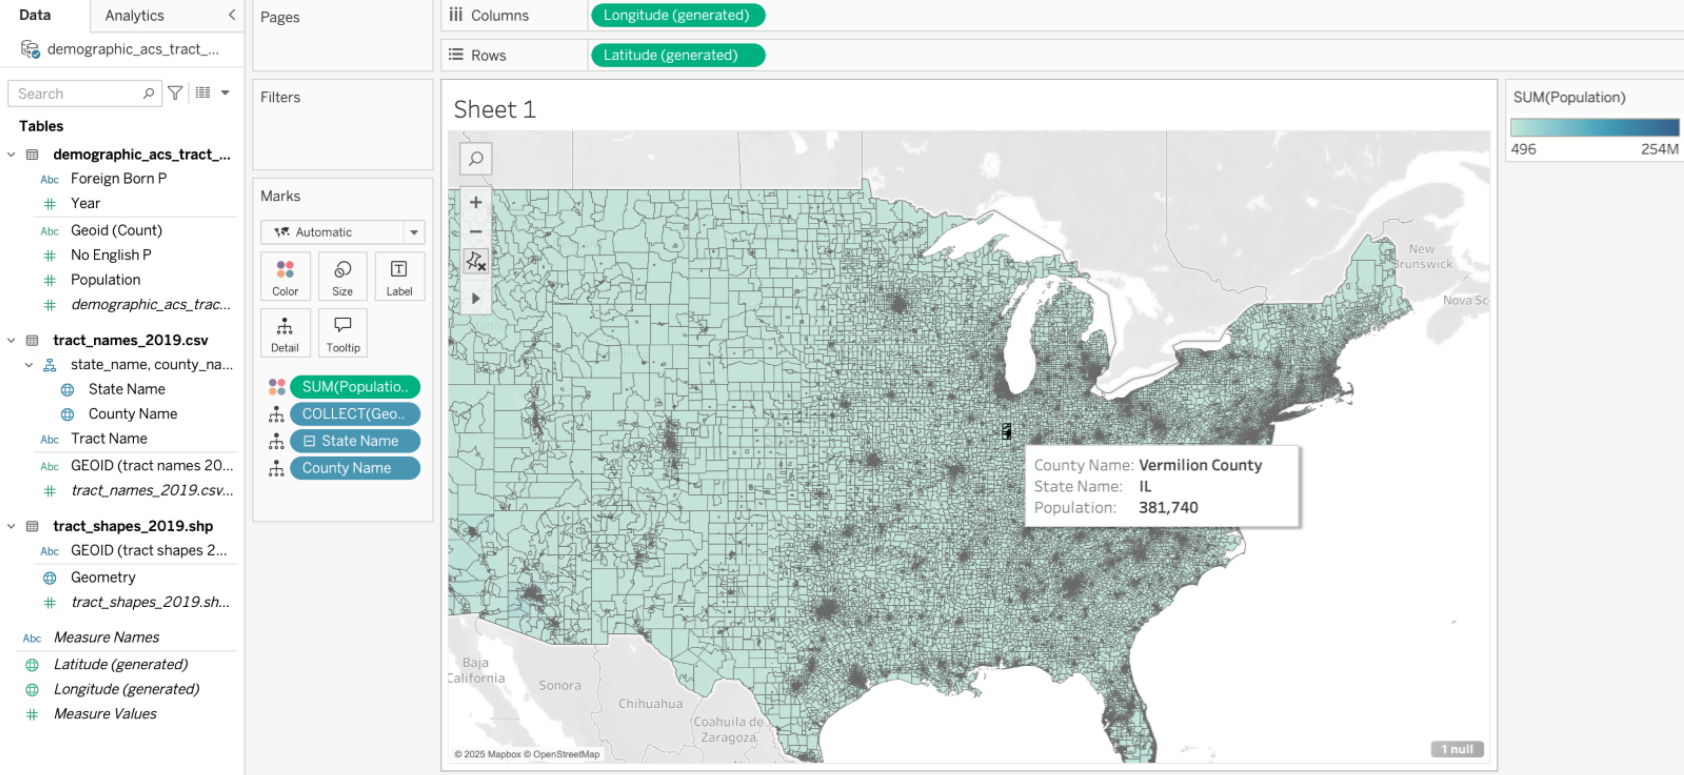 Data
Analytics
demographic_acs_tract_...
Search
Tables
demographic_acs_tract_...
Abc Foreign Born P
Year
Abc Geoid (Count)
No English P
Population
demographic_acs_trac...
tract_names_2019.csv
state_name, county_na...
State Name
County Name
Abc Tract Name
Abc GEOID (tract names 20...
tract_names_2019.csv...
tract_shapes_2019.shp
Abc GEOID (tract shapes 2...
Geometry
tract_shapes_2019.sh...
Abc Measure Names
Latitude (generated)
Longitude (generated)
Measure Values
Pages
Filters
Marks
Automatic
Color
Size
Label
Detail
Tooltip
SUM(Populatio..
COLLECT(Geo..
State Name
County Name
Columns
Longitude (generated)
Rows
Latitude (generated)
Sheet 1
New
Brunswick
Nova Sc
County Name: Vermilion County
State Name: IL
Population: 381,740
Baja
California
Sonora
Chihuahua
Coahuila de
Zaragoza
© 2025 Mapbox © OpenStreetMap
1 null
SUM(Population)
496
254M